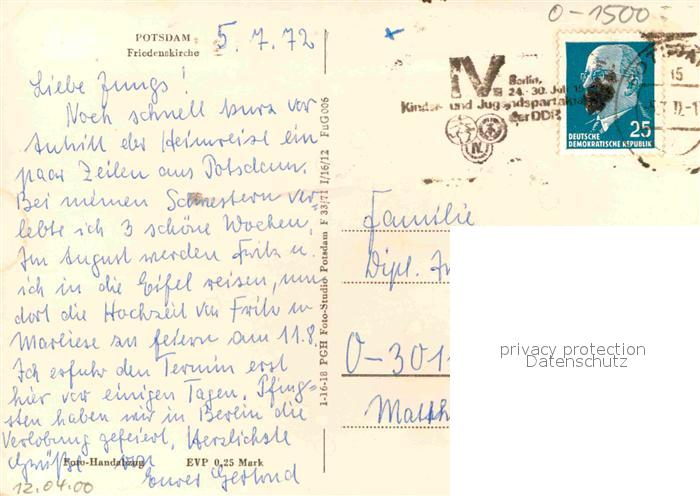 0-1500
POTSDAM
Friedenskirche
5.7.72
Liebe Jungs!
Noch schnell kurz vor
Antritt der Heimreise ein
paar Zeilen aus Potsdam.
Bei meinen Schwestern ver-
lebte ich 3 schöne Wochen.
Im August werden Fritz u.
ich in die Eifel reisen, um
dort die Hochzeit von Fritz u.
Marliese zu feiern am 11.8.
Ich erfuhr den Termin erst
hier vor einigen Tagen. Pfing-
sten haben wir in Berlin die
Verlobung gefeiert. Herzlichste
Grüße von
Eurer Gertrud
Foto-Handabzug
EVP 0,25 Mark
12.04.00
1-16-18 PGH Foto-Studio Potsdam F 33/71 I/16/12 FuG 006
IV.
Berlin,
24.-30. Juli
Kinder- und Jugendspartakiade
der DDR
IV
25
DEUTSCHE
DEMOKRATISCHE REPUBLIK
Familie
Dipl.
0-301
privacy protection
Datenschutz